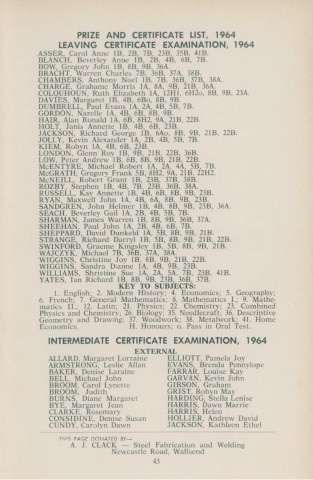 PRIZE AND CERTIFICATE LIST, 1964
LEAVING CERTIFICATE EXAMINATION, 1964
ASSER, Carol Anne 1B, 2B, 7B, 23B, 35B, 41B.
BLANCH, Beverley Anne 1B, 2B, 4B, 6B, 7B.
BOW, Gregory John 1B, 8B, 9B, 36A.
BRACHT, Warren Charles 7B, 36B, 37A, 38B.
CHAMBERS, Anthony Noel 1B, 7B, 36B, 37B, 38A.
CHARGE, Grahame Morris 1A, 8A, 9B, 21B, 36A.
COLQUHOUN, Ruth Elizabeth 1A, 12H1, 6H2o, 8B, 9B, 23A.
DAVIES, Margaret 1B, 4B, 6Bo, 8B, 9B.
DUMBRELL, Paul Evans 1A, 2A, 4B, 5B, 7B.
GORDON, Narelle 1A, 4B, 6B, 8B, 9B.
HAIR, Alan Ronald 1A, 6B, 8H2, 9A, 21B, 22B.
HOLT, Janis Annette 1B, 4B, 6B, 23B.
JACKSON, Richard George 1B, 6Ao, 8B, 9B, 21B, 22B.
JOLLY, Kevin Alexander 1A, 2B, 4B, 5B, 7B.
KIEM, Robyn 1A, 4B, 6B, 23B.
LONDON, Glenn Roy 1B, 9B, 21B, 22B, 36B.
LOW, Peter Andrew 1B, 6B, 8B, 9B, 21B, 22B.
McENTYRE, Michael Robert 1A, 2A, 4A, 5B, 7B.
McGRATH, Gregory Frank 5B, 8H2, 9A, 21B, 22H2.
McNEILL, Robert Grant 1B, 23B, 37B, 38B.
ROZBY, Stephen 1B, 4B, 7B, 23B, 36B, 38A.
RUSSELL, Kay Annette 1B, 4B, 6B, 8B, 9B, 23B.
RYAN, Maxwell John 1A, 4B, 6A, 8B, 9B, 23B.
SANDGREN, John Helmer 1B, 4B, 8B, 9B, 23B, 36A.
SEACH, Beverley Gail 1A, 2B, 4B, 5B, 7B.
SHARMAN, James Warren 1B, 8B, 9B, 36B, 37A.
SHEEHAN, Paul John 1A, 2B, 4B, 6B, 7B.
SHEPPARD, David Dunkeld 1A, 5B, 8B, 9B, 21B.
STRANGE, Richard Darryl 1B, 5B, 8B, 9B, 21B, 22B.
SWINFORD, Graeme Kingsley 1B, 5B, 8B, 9B, 21B.
WAJCZYK, Michael 7B, 36B, 37A, 38A.
WIGGINS, Christine Joy 1B, 8B, 9B, 21B, 22B.
WIGGINS, Sandra Dianne 1A, 4B, 9B, 23B.
WILLIAMS, Shristine Sue 1A, 2A, 5A, 7B, 23B, 41B.
YATES, Ian Richard 1B, 8B, 9B, 23B, 36B, 37B.
KEY TO SUBJECTS:
1. English; 2. Modern History; 4. Economics; 5. Geography;
6. French; 7. General Mathematics; 8. Mathematics I.; 9. Mathe-
matics II.; 12. Latin; 21. Physics; 22. Chemistry; 23. Combined
Physics and Chemistry; 26. Biology; 35. Needlecraft; 36. Descriptive
Geometry and Drawing; 37. Woodwork; 38. Metalwork; 41. Home
Economics. H. Honours; o. Pass in Oral Test.
INTERMEDIATE CERTIFICATE EXAMINATION, 1964
EXTERNAL
ALLARD, Margaret Lorraine
ARMSTRONG, Leslie Allan
BAKER, Denise Laraine
BELL, Michael John
BROOM, Carol Lynette
BROOM, Judith
BURNS, Diane Margaret
BYE, Margaret Jean
CLARKE, Rosemary
CONSIDINE, Denise Susan
CUNDY, Carolyn Dawn
ELLIOTT, Pamela Joy
EVANS, Brenda Pennylope
FARRAR, Louise Kay
GARVAN, Kevin John
GIBSON, Graham
GRIST, Robyn May
HARDING, Stella Lenise
HARRIS, Dawn Marrie
HARRIS, Helen
HOLLIER, Andrew David
JACKSON, Kathleen Ethel
THIS PAGE DONATED BY—
A. J. CLACK — Steel Fabrication and Welding
Newcastle Road, Wallsend
43